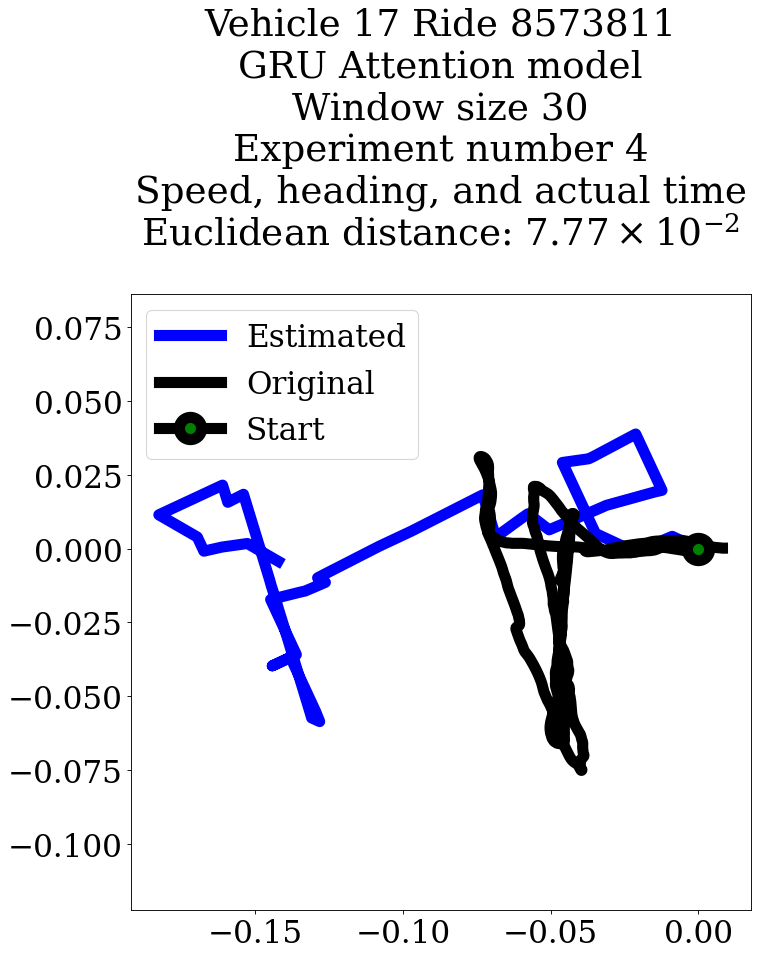 Vehicle 17 Ride 8573811
GRU Attention model
Window size 30
Experiment number 4
Speed, heading, and actual time
Euclidean distance: 7.77 × 10⁻²
Estimated
Original
Start
0.075
0.050
0.025
0.000
−0.025
−0.050
−0.075
−0.100
−0.15 −0.10 −0.05 0.00